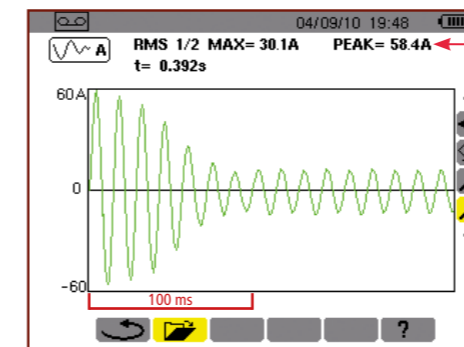 04/09/10 19:48
A RMS 1/2 MAX= 30.1A PEAK= 58.4A
t= 0.392s
60A
0
-60
100 ms
?